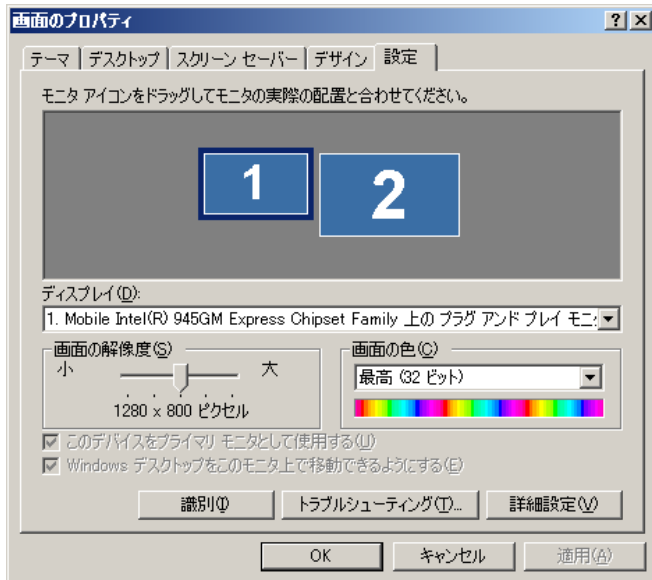 画面のプロパティ
テーマ デスクトップ スクリーン セーバー デザイン 設定
モニタ アイコンをドラッグしてモニタの実際の配置と合わせてください。
1 2
ディスプレイ(D):
1. Mobile Intel(R) 945GM Express Chipset Family 上の プラグ アンド プレイ モニ
画面の解像度(S) 画面の色(C)
小 大 最高 (32 ビット)
1280 x 800 ピクセル
このデバイスをプライマリ モニタとして使用する(U)
Windows デスクトップをこのモニタ上で移動できるようにする(E)
識別(I) トラブルシューティング(T)... 詳細設定(V)
OK キャンセル 適用(A)